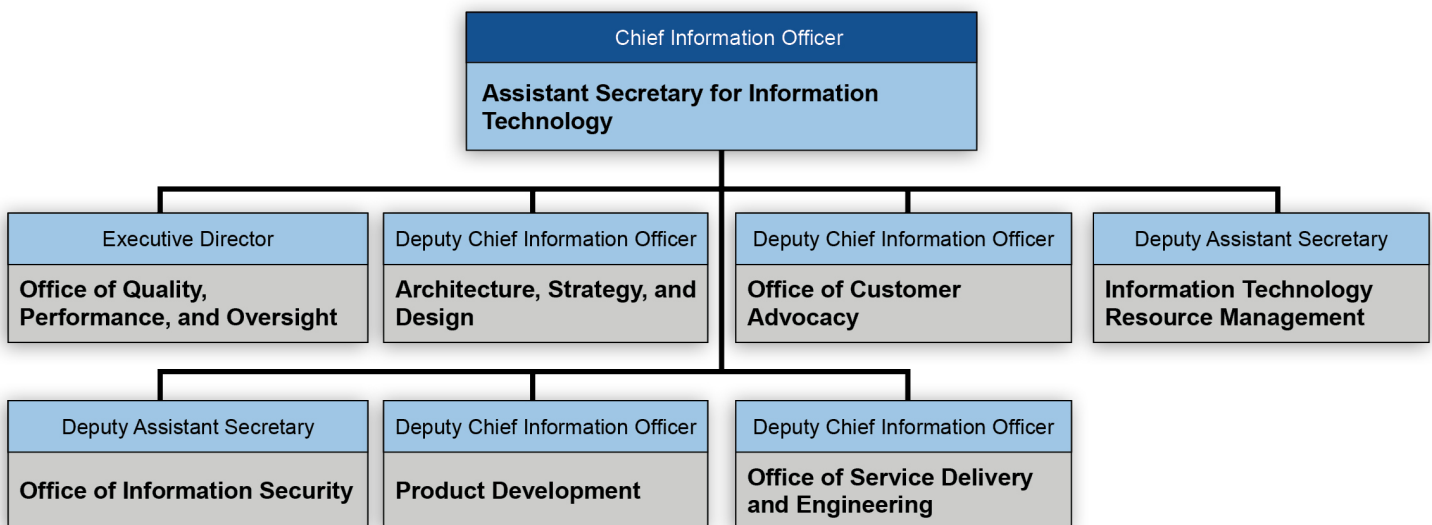 Chief Information Officer
Assistant Secretary for Information
Technology
Executive Director
Office of Quality,
Performance, and Oversight
Deputy Chief Information Officer
Architecture, Strategy, and
Design
Deputy Chief Information Officer
Office of Customer
Advocacy
Deputy Assistant Secretary
Information Technology
Resource Management
Deputy Assistant Secretary
Office of Information Security
Deputy Chief Information Officer
Product Development
Deputy Chief Information Officer
Office of Service Delivery
and Engineering